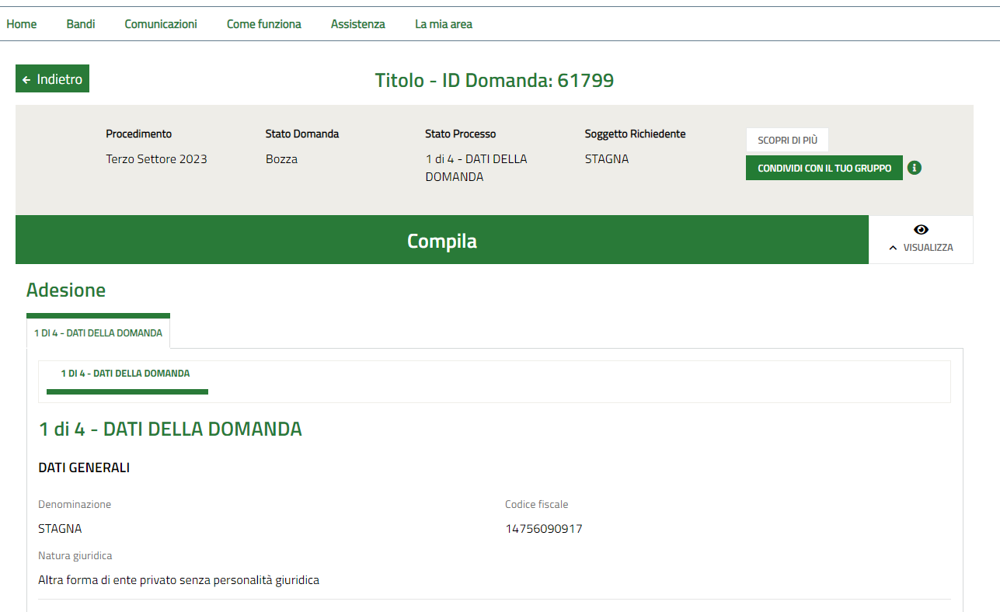 Home Bandi Comunicazioni Come funziona Assistenza La mia area
Indietro
Titolo - ID Domanda: 61799
Procedimento Stato Domanda Stato Processo Soggetto Richiedente
SCOPRI DI PIÙ
Terzo Settore 2023 Bozza 1 di 4 - DATI DELLA STAGNA
DOMANDA
CONDIVIDI CON IL TUO GRUPPO
Compila
VISUALIZZA
Adesione
1 DI 4 - DATI DELLA DOMANDA
1 DI 4 - DATI DELLA DOMANDA
1 di 4 - DATI DELLA DOMANDA
DATI GENERALI
Denominazione Codice fiscale
STAGNA 14756090917
Natura giuridica
Altra forma di ente privato senza personalità giuridica